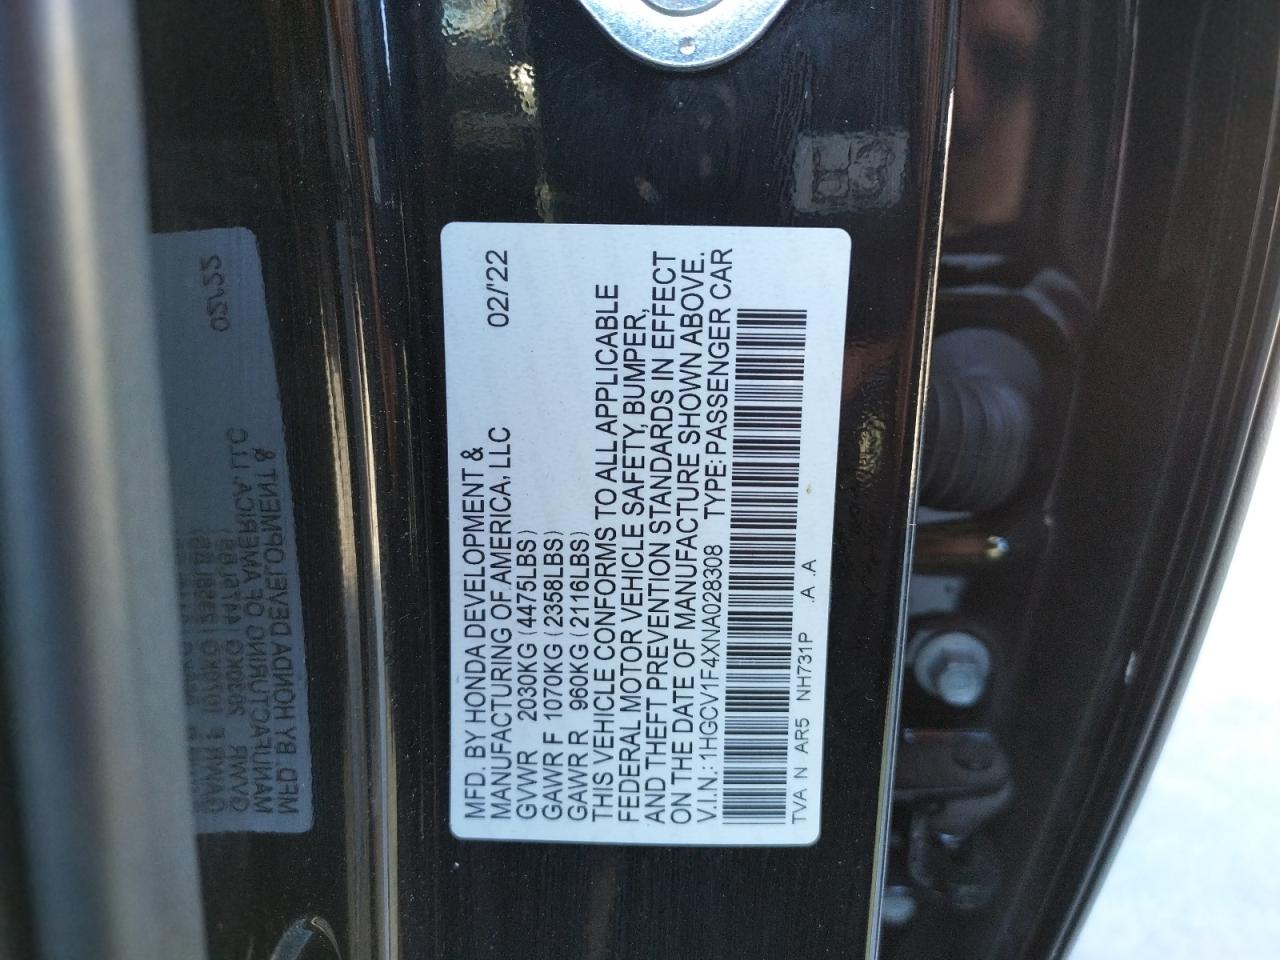 MFD. BY HONDA DEVELOPMENT &
MANUFACTURING OF AMERICA, LLC 02/'22
GVWR 2030KG (4475LBS)
GAWR F 1070KG (2358LBS)
GAWR R 960KG (2116LBS)
THIS VEHICLE CONFORMS TO ALL APPLICABLE
FEDERAL MOTOR VEHICLE SAFETY, BUMPER,
AND THEFT PREVENTION STANDARDS IN EFFECT
ON THE DATE OF MANUFACTURE SHOWN ABOVE.
V.I.N.: 1HGCV1F4XNA028308 TYPE: PASSENGER CAR
TVA N AR5 NH731P .A .A